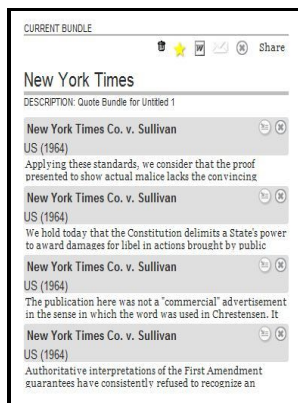 CURRENT BUNDLE
Share
New York Times
DESCRIPTION: Quote Bundle for Untitled 1
New York Times Co. v. Sullivan
US (1964)
Applying these standards, we consider that the proof
presented to show actual malice lacks the convincing
New York Times Co. v. Sullivan
US (1964)
We hold today that the Constitution delimits a State's power
to award damages for libel in actions brought by public
New York Times Co. v. Sullivan
US (1964)
The publication here was not a "commercial" advertisement
in the sense in which the word was used in Chrestensen. It
New York Times Co. v. Sullivan
US (1964)
Authoritative interpretations of the First Amendment
guarantees have consistently refused to recognize an